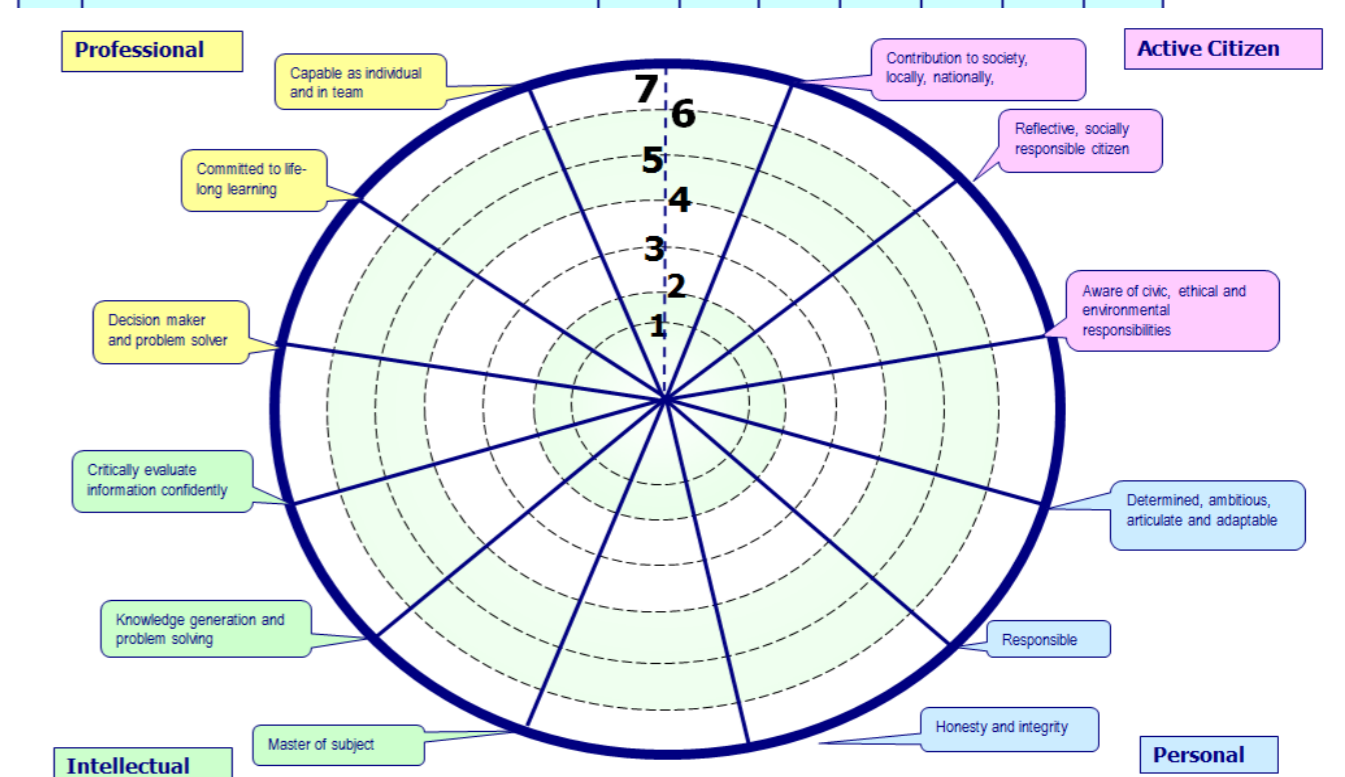 Professional
Active Citizen
Capable as individual
and in team
Contribution to society,
locally, nationally,
7
6
Reflective, socially
responsible citizen
5
Committed to life-
long learning
4
3
2
Aware of civic, ethical and
environmental
responsibilities
1
Decision maker
and problem solver
Critically evaluate
information confidently
Determined, ambitious,
articulate and adaptable
Knowledge generation and
problem solving
Responsible
Honesty and integrity
Master of subject
Personal
Intellectual